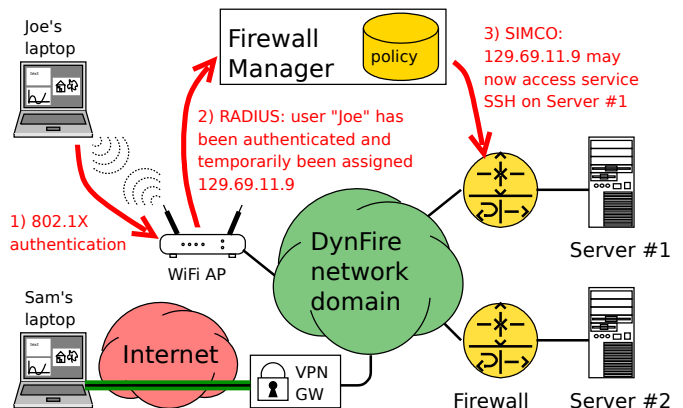 Joe's
laptop
Firewall
Manager
policy
3) SIMCO:
129.69.11.9 may
now access service
SSH on Server #1
2) RADIUS: user "Joe" has
been authenticated and
temporarily been assigned
129.69.11.9
1) 802.1X
authentication
WiFi AP
DynFire
network
domain
Server #1
Sam's
laptop
Internet
VPN
GW
Firewall
Server #2